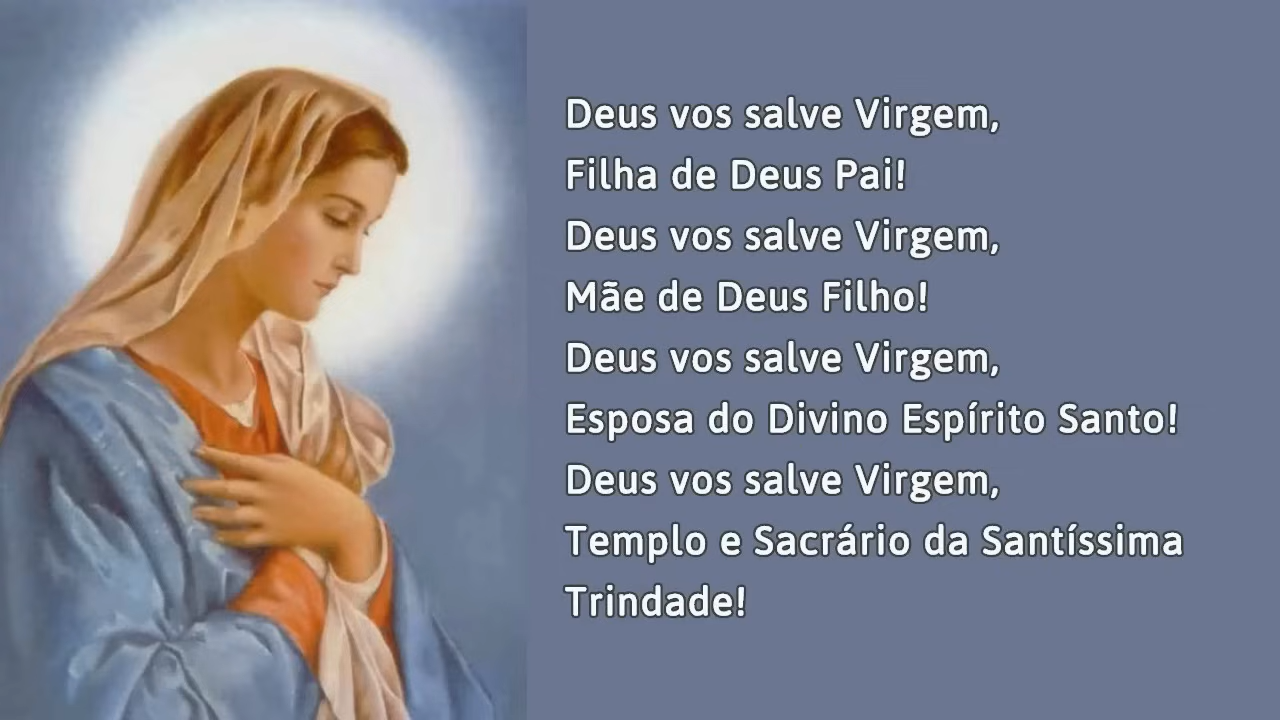 Deus vos salve Virgem,
Filha de Deus Pai!
Deus vos salve Virgem,
Mãe de Deus Filho!
Deus vos salve Virgem,
Esposa do Divino Espírito Santo!
Deus vos salve Virgem,
Templo e Sacrário da Santíssima
Trindade!